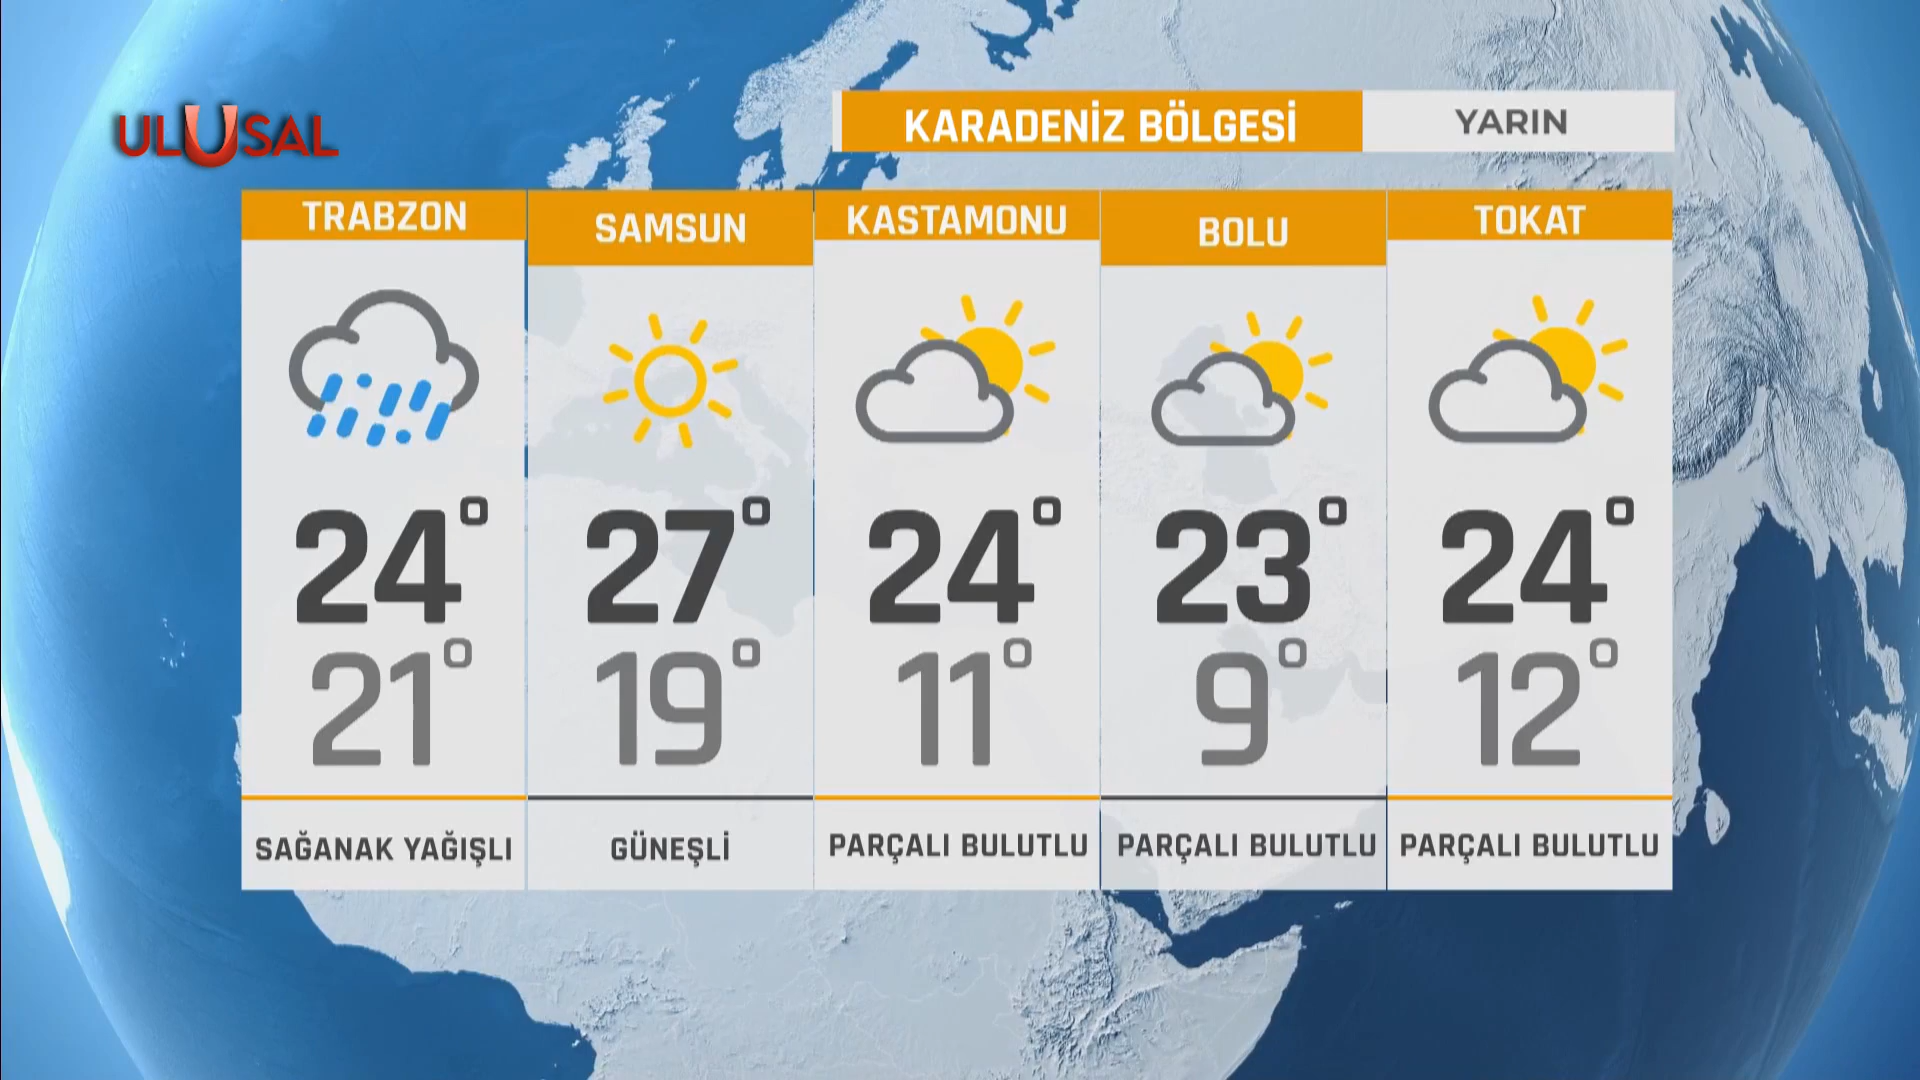 ULUSAL
KARADENİZ BÖLGESİ YARIN
TRABZON
24°
21°
SAĞANAK YAĞIŞLI
SAMSUN
27°
19°
GÜNEŞLİ
KASTAMONU
24°
11°
PARÇALI BULUTLU
BOLU
23°
9°
PARÇALI BULUTLU
TOKAT
24°
12°
PARÇALI BULUTLU